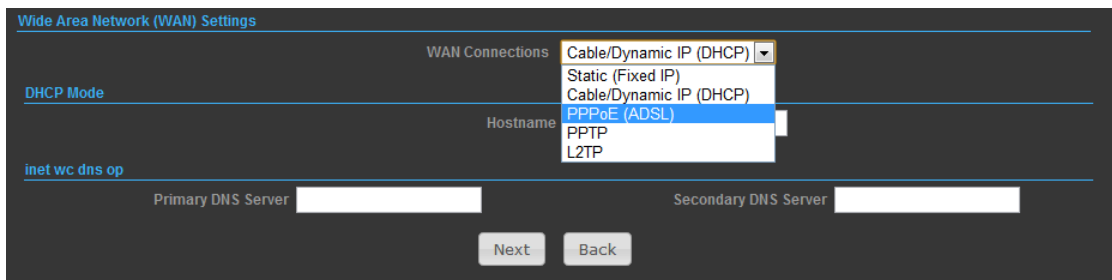 Wide Area Network (WAN) Settings
WAN Connections Cable/Dynamic IP (DHCP)
Static (Fixed IP)
Cable/Dynamic IP (DHCP)
PPPoE (ADSL)
PPTP
L2TP
DHCP Mode
Hostname
inet wc dns op
Primary DNS Server Secondary DNS Server
Next Back